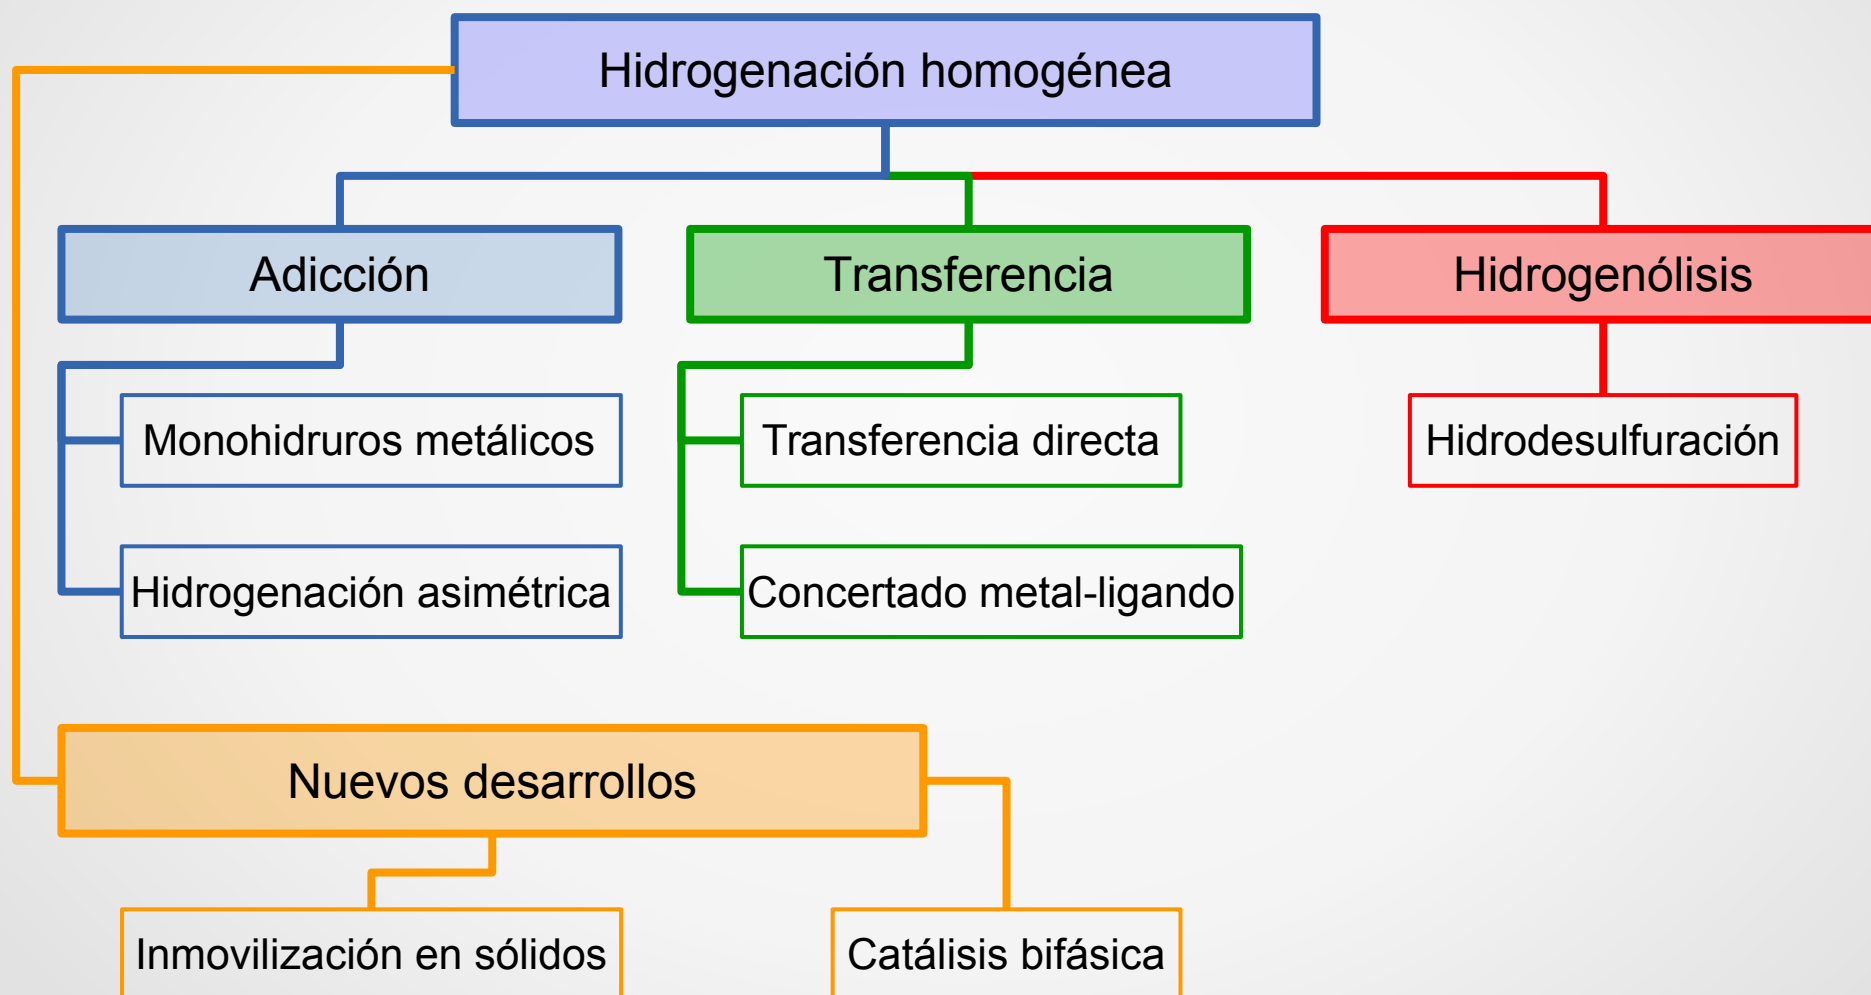 Hidrogenación homogénea
Adicción
Transferencia
Hidrogenólisis
Monohidruros metálicos
Transferencia directa
Hidrodesulfuración
Hidrogenación asimétrica
Concertado metal-ligando
Nuevos desarrollos
Inmovilización en sólidos
Catálisis bifásica